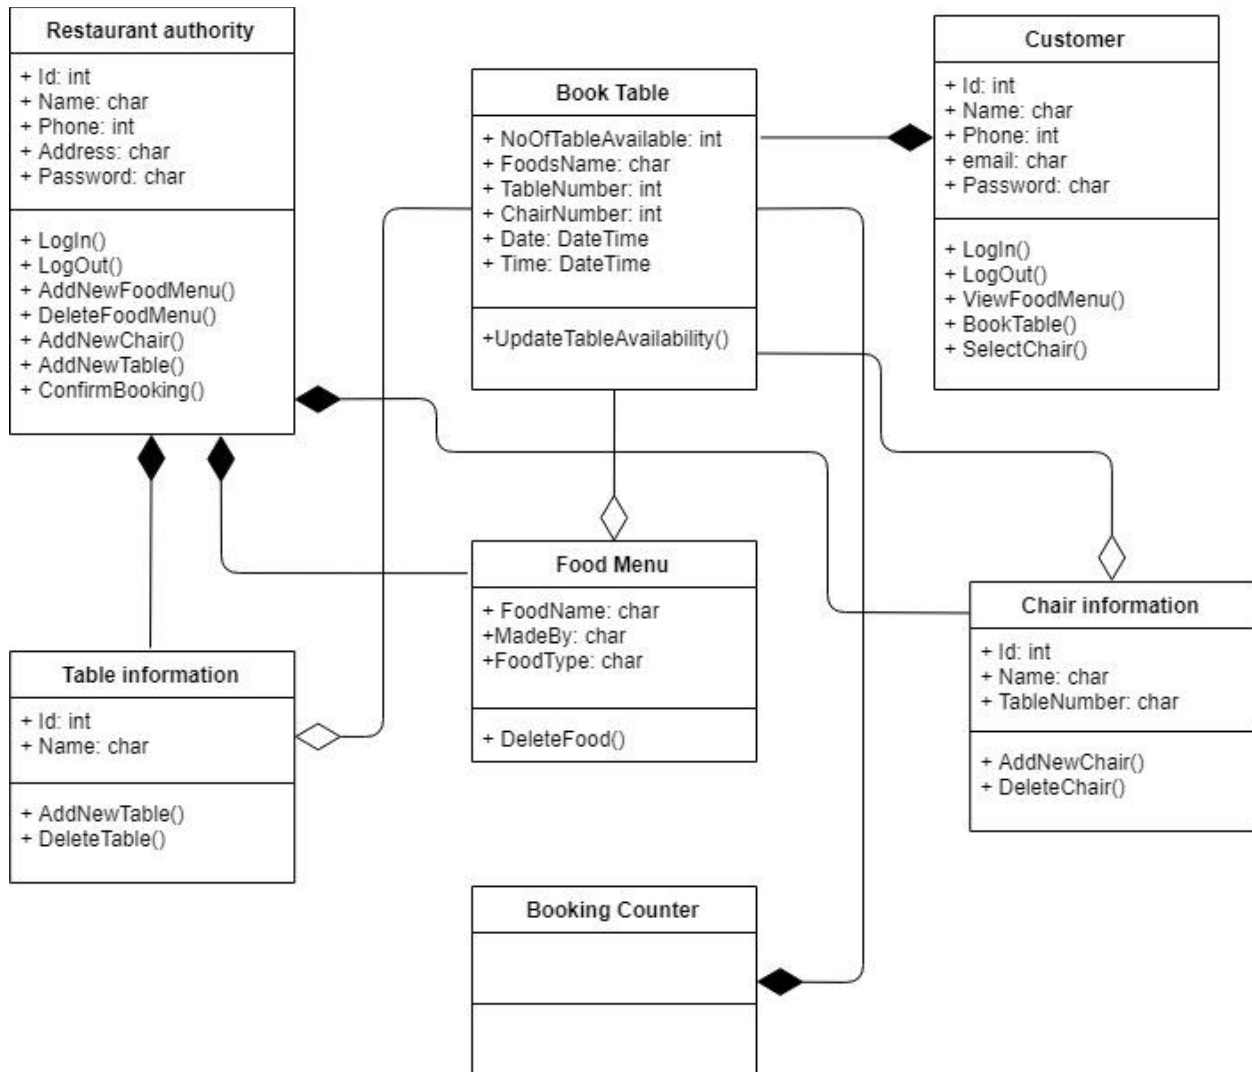 Restaurant authority
+ Id: int
+ Name: char
+ Phone: int
+ Address: char
+ Password: char
+ LogIn()
+ LogOut()
+ AddNewFoodMenu()
+ DeleteFoodMenu()
+ AddNewChair()
+ AddNewTable()
+ ConfirmBooking()
Book Table
+ NoOfTableAvailable: int
+ FoodsName: char
+ TableNumber: int
+ ChairNumber: int
+ Date: DateTime
+ Time: DateTime
+UpdateTableAvailability()
Customer
+ Id: int
+ Name: char
+ Phone: int
+ email: char
+ Password: char
+ LogIn()
+ LogOut()
+ ViewFoodMenu()
+ BookTable()
+ SelectChair()
Table information
+ Id: int
+ Name: char
+ AddNewTable()
+ DeleteTable()
Food Menu
+ FoodName: char
+MadeBy: char
+FoodType: char
+ DeleteFood()
Chair information
+ Id: int
+ Name: char
+ TableNumber: char
+ AddNewChair()
+ DeleteChair()
Booking Counter